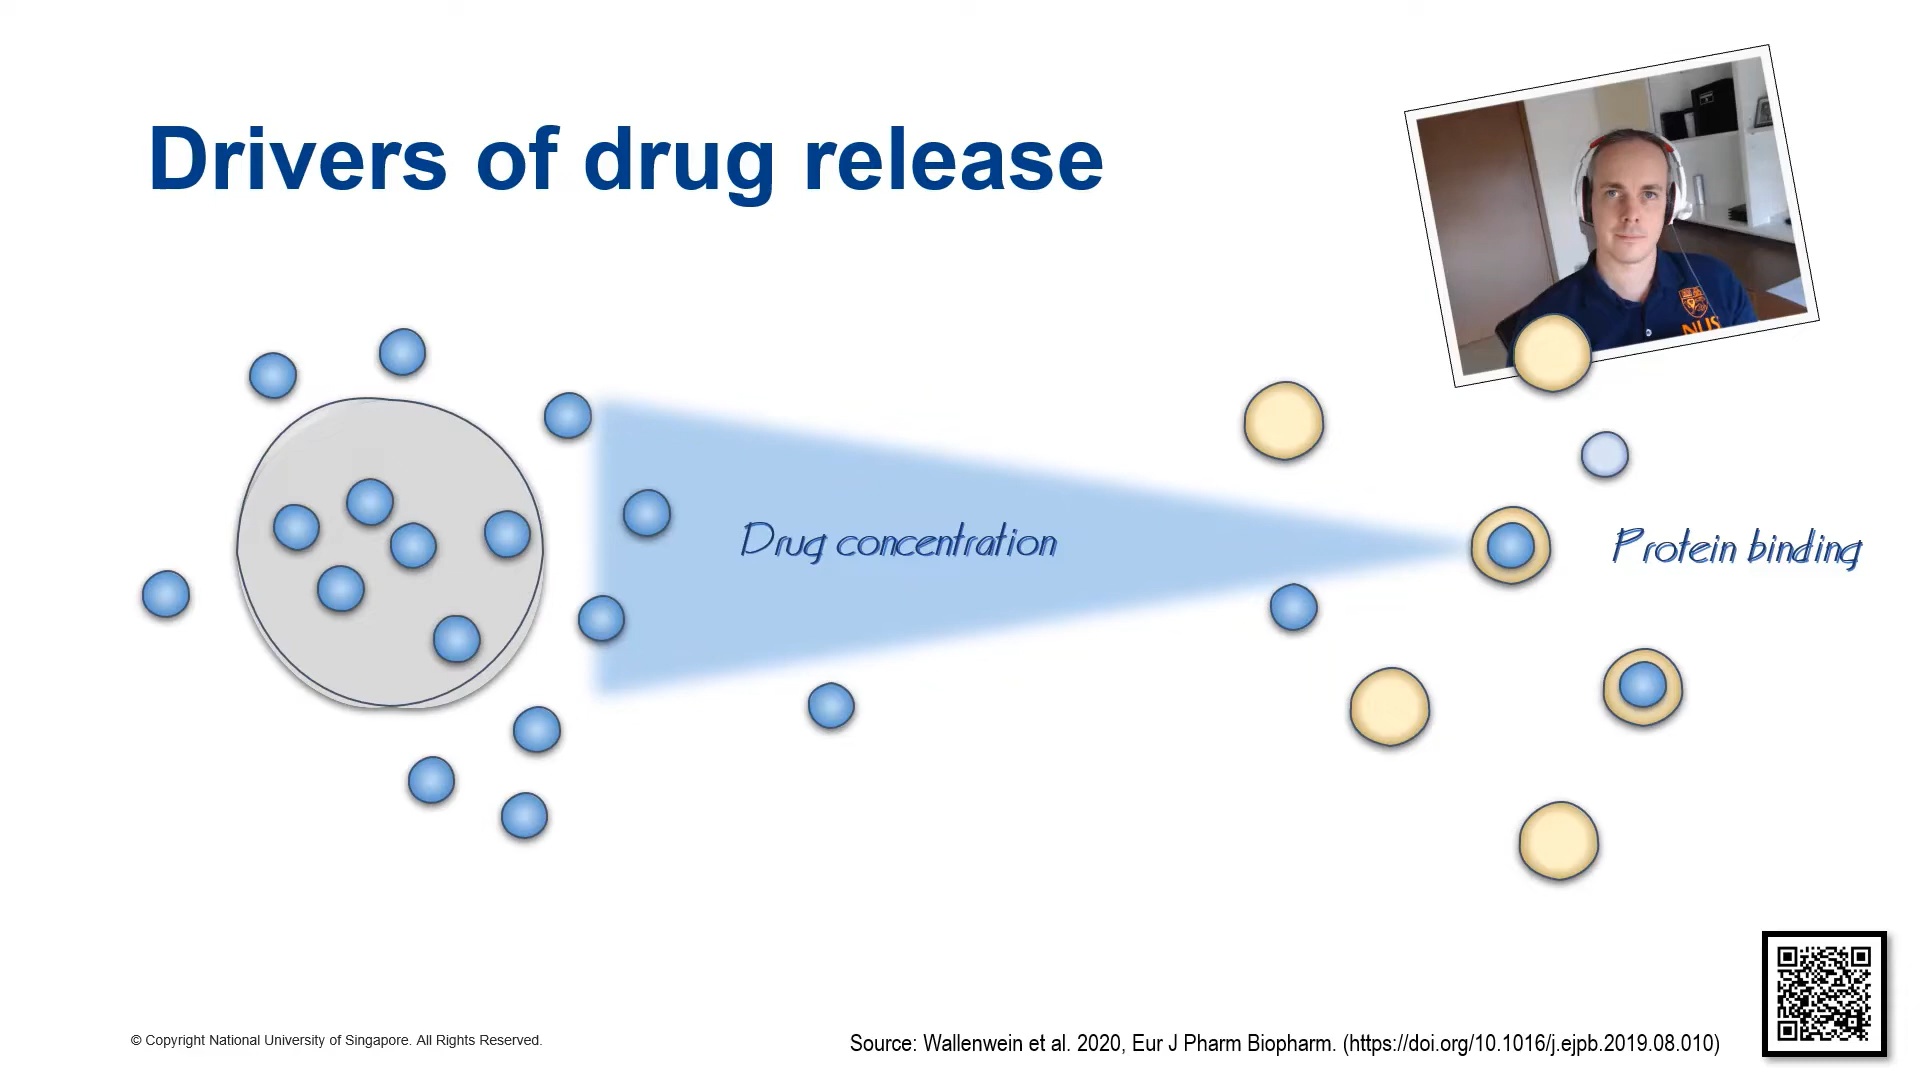 Drivers of drug release
NUS
Drug concentration
Protein binding
© Copyright National University of Singapore. All Rights Reserved.
Source: Wallenwein et al. 2020, Eur J Pharm Biopharm. (https://doi.org/10.1016/j.ejpb.2019.08.010)